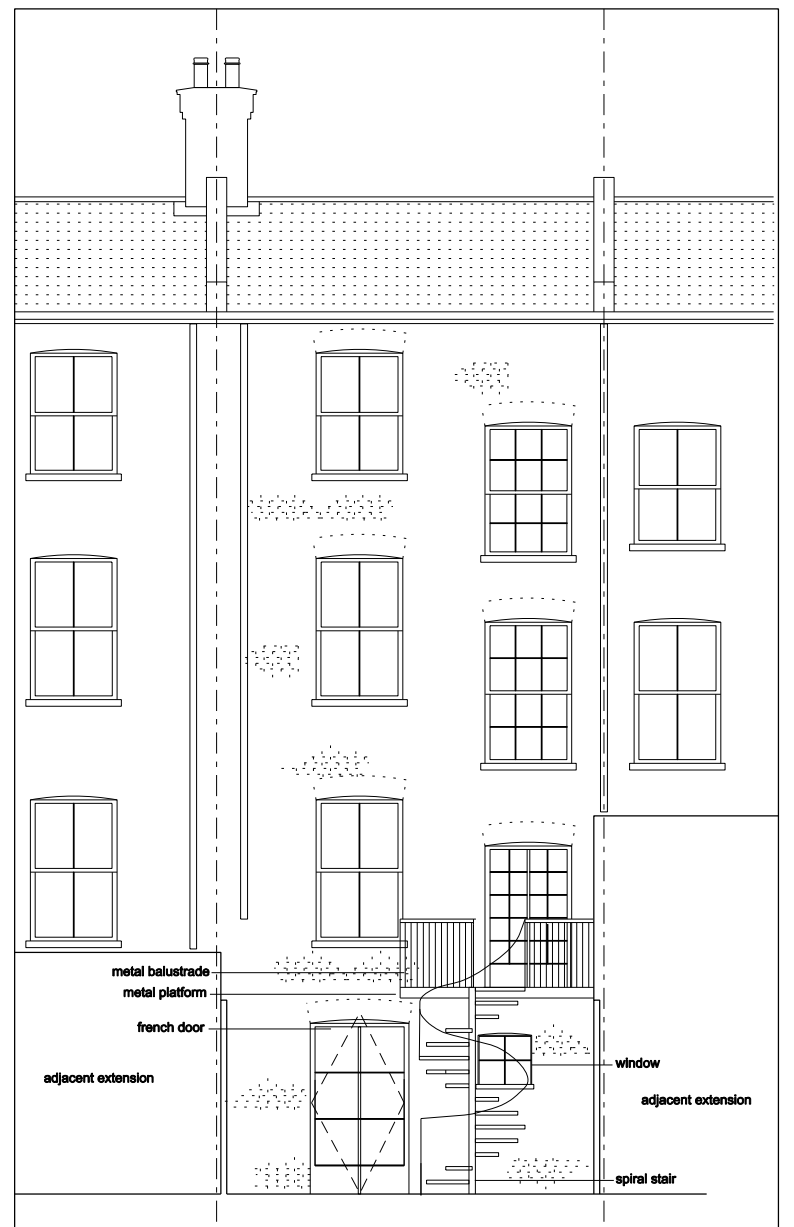 metal balustrade
metal platform
french door
adjacent extension
window
adjacent extension
spiral stair